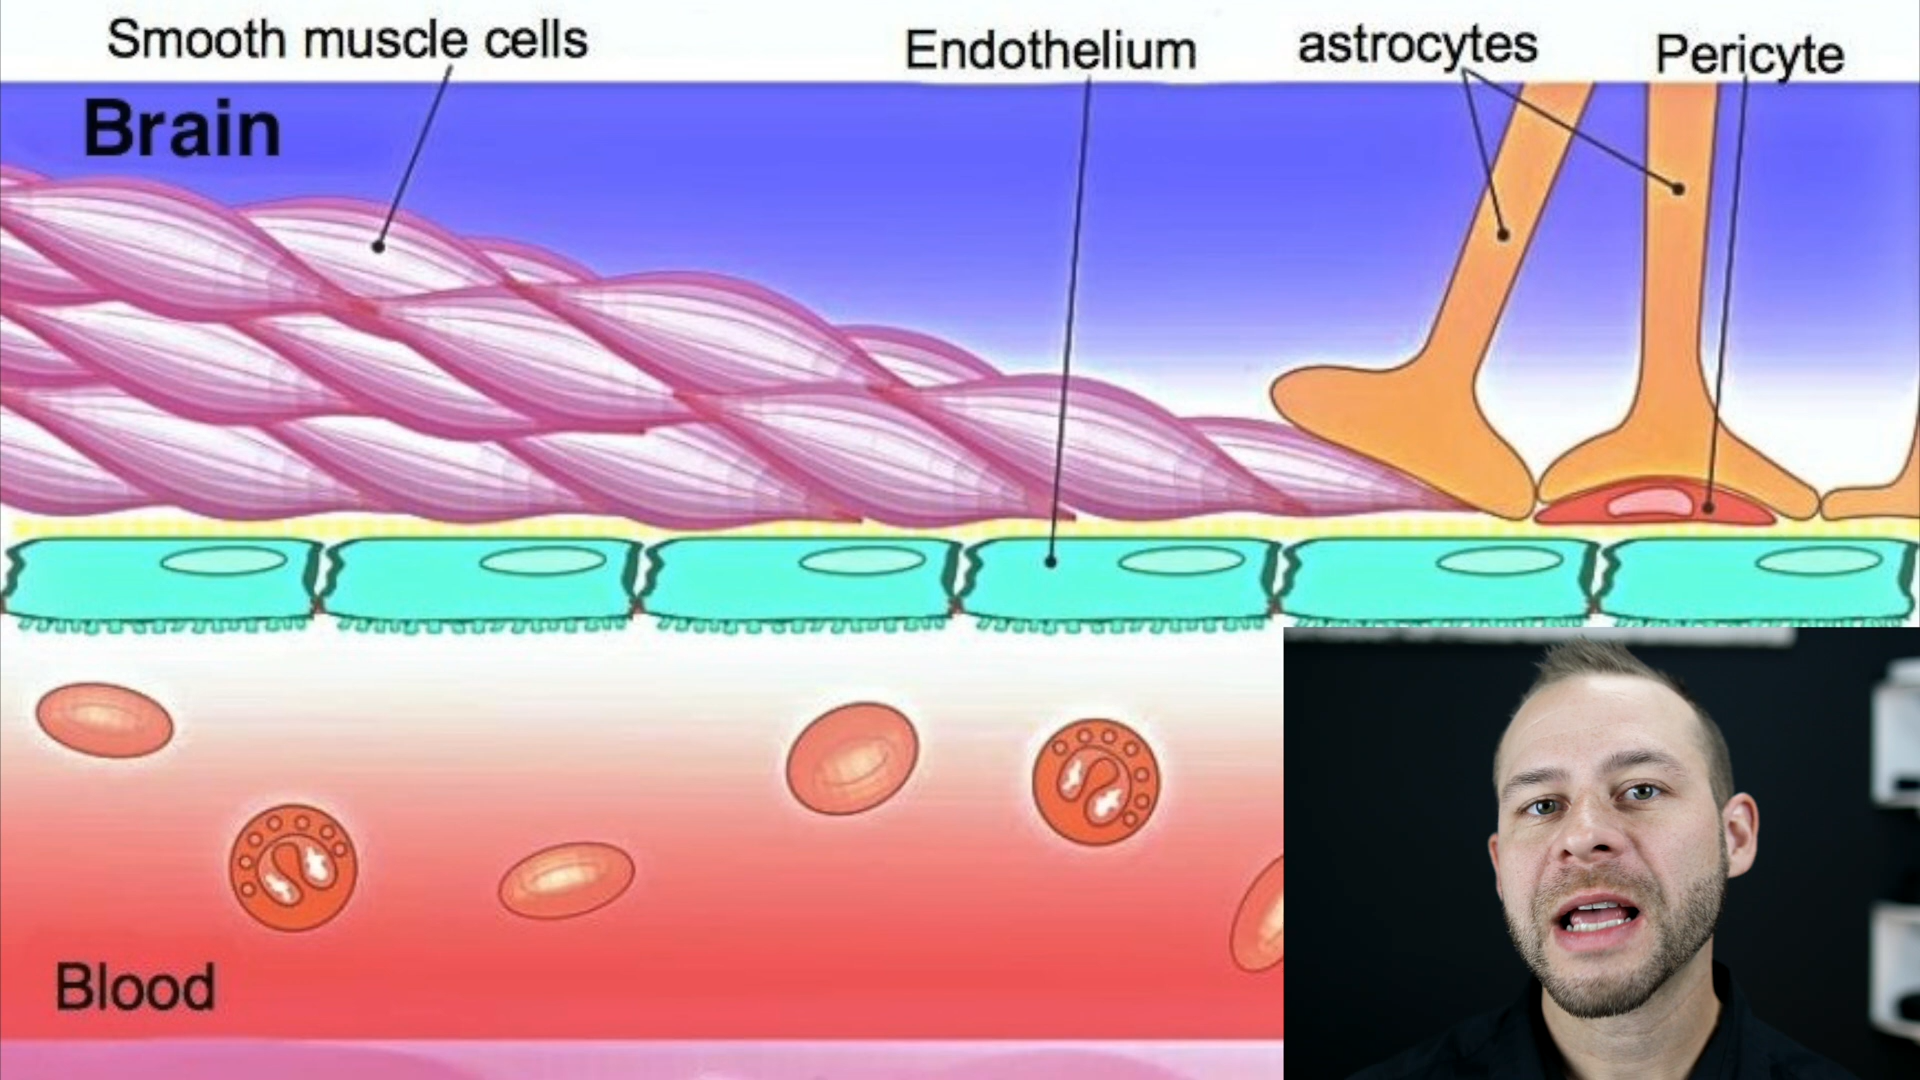 Smooth muscle cells
Endothelium
astrocytes
Pericyte
Brain
Blood